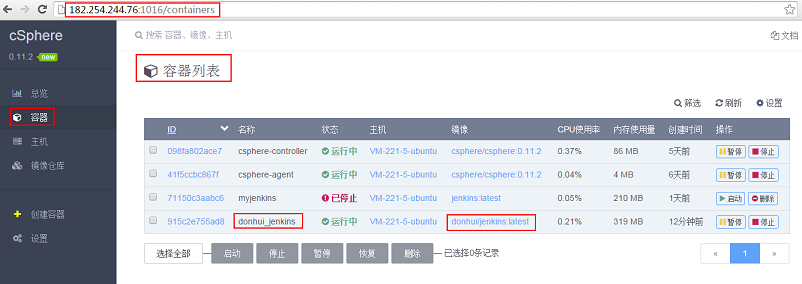 182.254.244.76:1016/containers
cSphere
0.11.2 new
搜索 容器、镜像、主机
文档
总览
容器
主机
镜像仓库
创建容器
设置
容器列表
筛选 刷新 设置
ID 名称 状态 主机 镜像 CPU使用率 内存使用量 创建时间 操作
098fa802ace7 csphere-controller 运行中 VM-221-5-ubuntu csphere/csphere:0.11.2 0.37% 86 MB 5天前 暂停 停止
41f5ccbc867f csphere-agent 运行中 VM-221-5-ubuntu csphere/csphere:0.11.2 0.04% 4 MB 6天前 暂停 停止
71150c3aabc6 myjenkins 已停止 VM-221-5-ubuntu jenkins:latest 0.05% 210 MB 1天前 启动 删除
915c2e755ad8 donhui_jenkins 运行中 VM-221-5-ubuntu donhui/jenkins:latest 0.21% 319 MB 12分钟前 暂停 停止
选择全部 启动 停止 暂停 恢复 删除 已选择0条记录
« 1 »